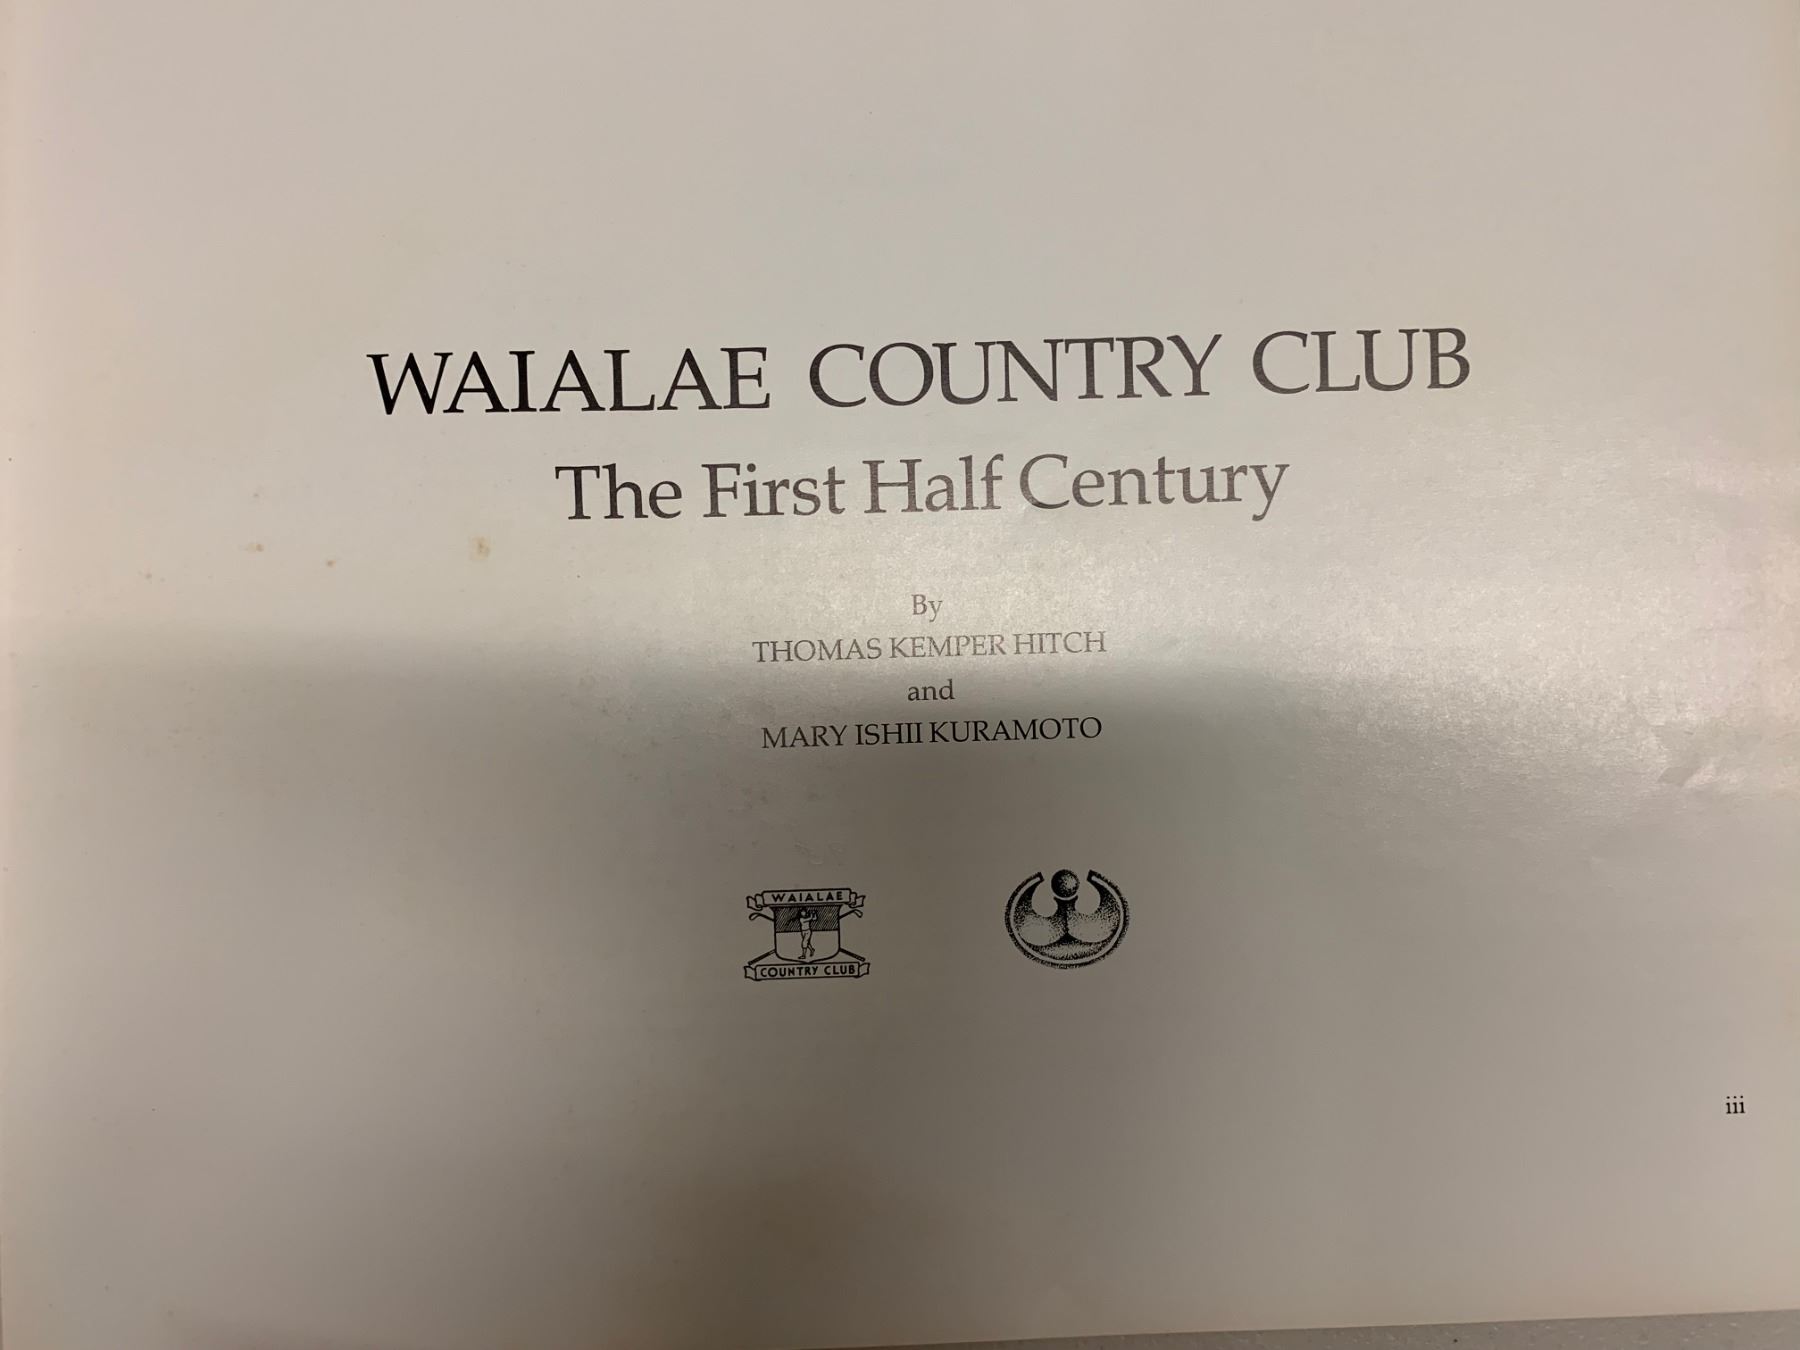 WAIALAE COUNTRY CLUB
The First Half Century
By
THOMAS KEMPER HITCH
and
MARY ISHII KURAMOTO
WAIALAE
COUNTRY CLUB
iii